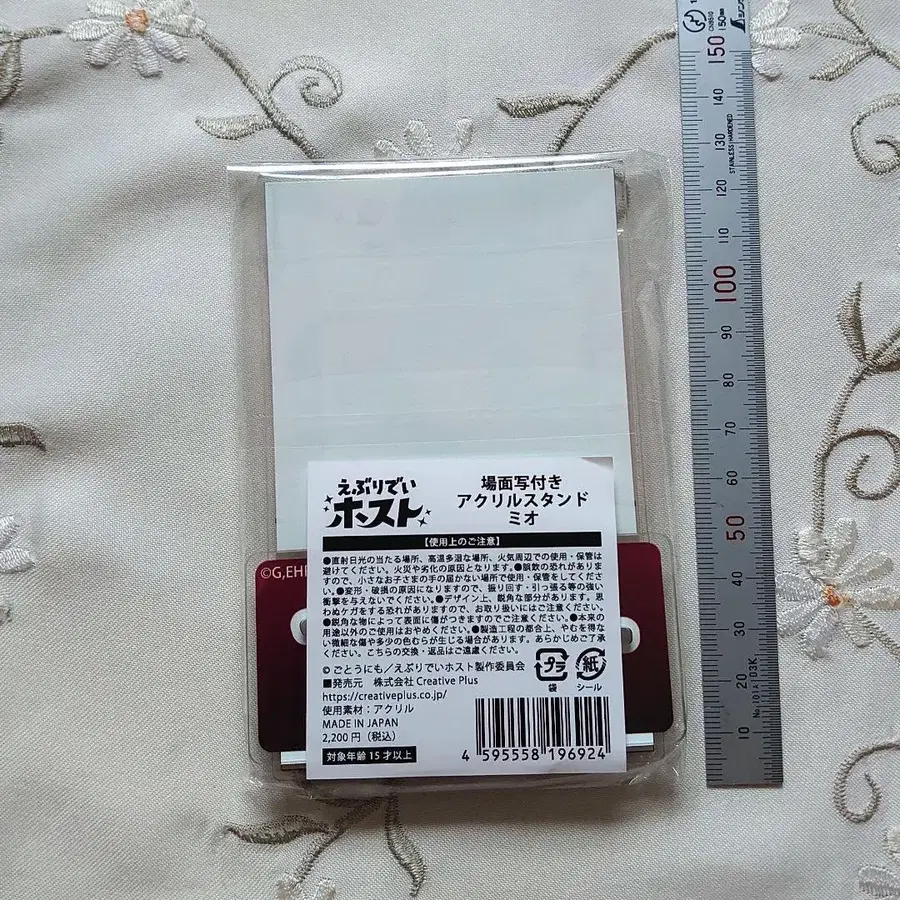 えぶりでい
ホスト
場面写付き
アクリルスタンド
ミオ
【使用上のご注意】
●直射日光の当たる場所、高温多湿な場所、火気周辺での使用・保管は
避けてください。火災や劣化の原因となります。●誤飲の恐れがありま
すので、小さなお子さまの手の届かない場所で使用・保管をしてくださ
い。●変形・破損の原因になりますので、振り回す・引っ張る等の強い
衝撃を与えないでください。●デザイン上、鋭角な部分があります。思
わぬケガをする恐れがありますので、お取り扱いにはご注意ください。
●鋭角な物によって表面に傷がつきますのでご注意ください。●本来の
用途以外のご使用はおやめください。●製造工程の都合上、やむを得な
い微細な傷や多少の色むらが生じる場合があります。あらかじめご了承
ください。こちらの交換・返品はご遠慮ください。
© ごとうにも/えぶりでいホスト製作委員会
■発売元 株式会社 Creative Plus
https://creativeplus.co.jp/
使用素材：アクリル
MADE IN JAPAN
2,200円（税込）
対象年齢15才以上
プラ
袋
紙
シール
4 595558 196924
©G,EH
150
140
130
120
110
100
90
80
70
60
50
40
30
20
10
STAINLESS HARDENED
150㎜